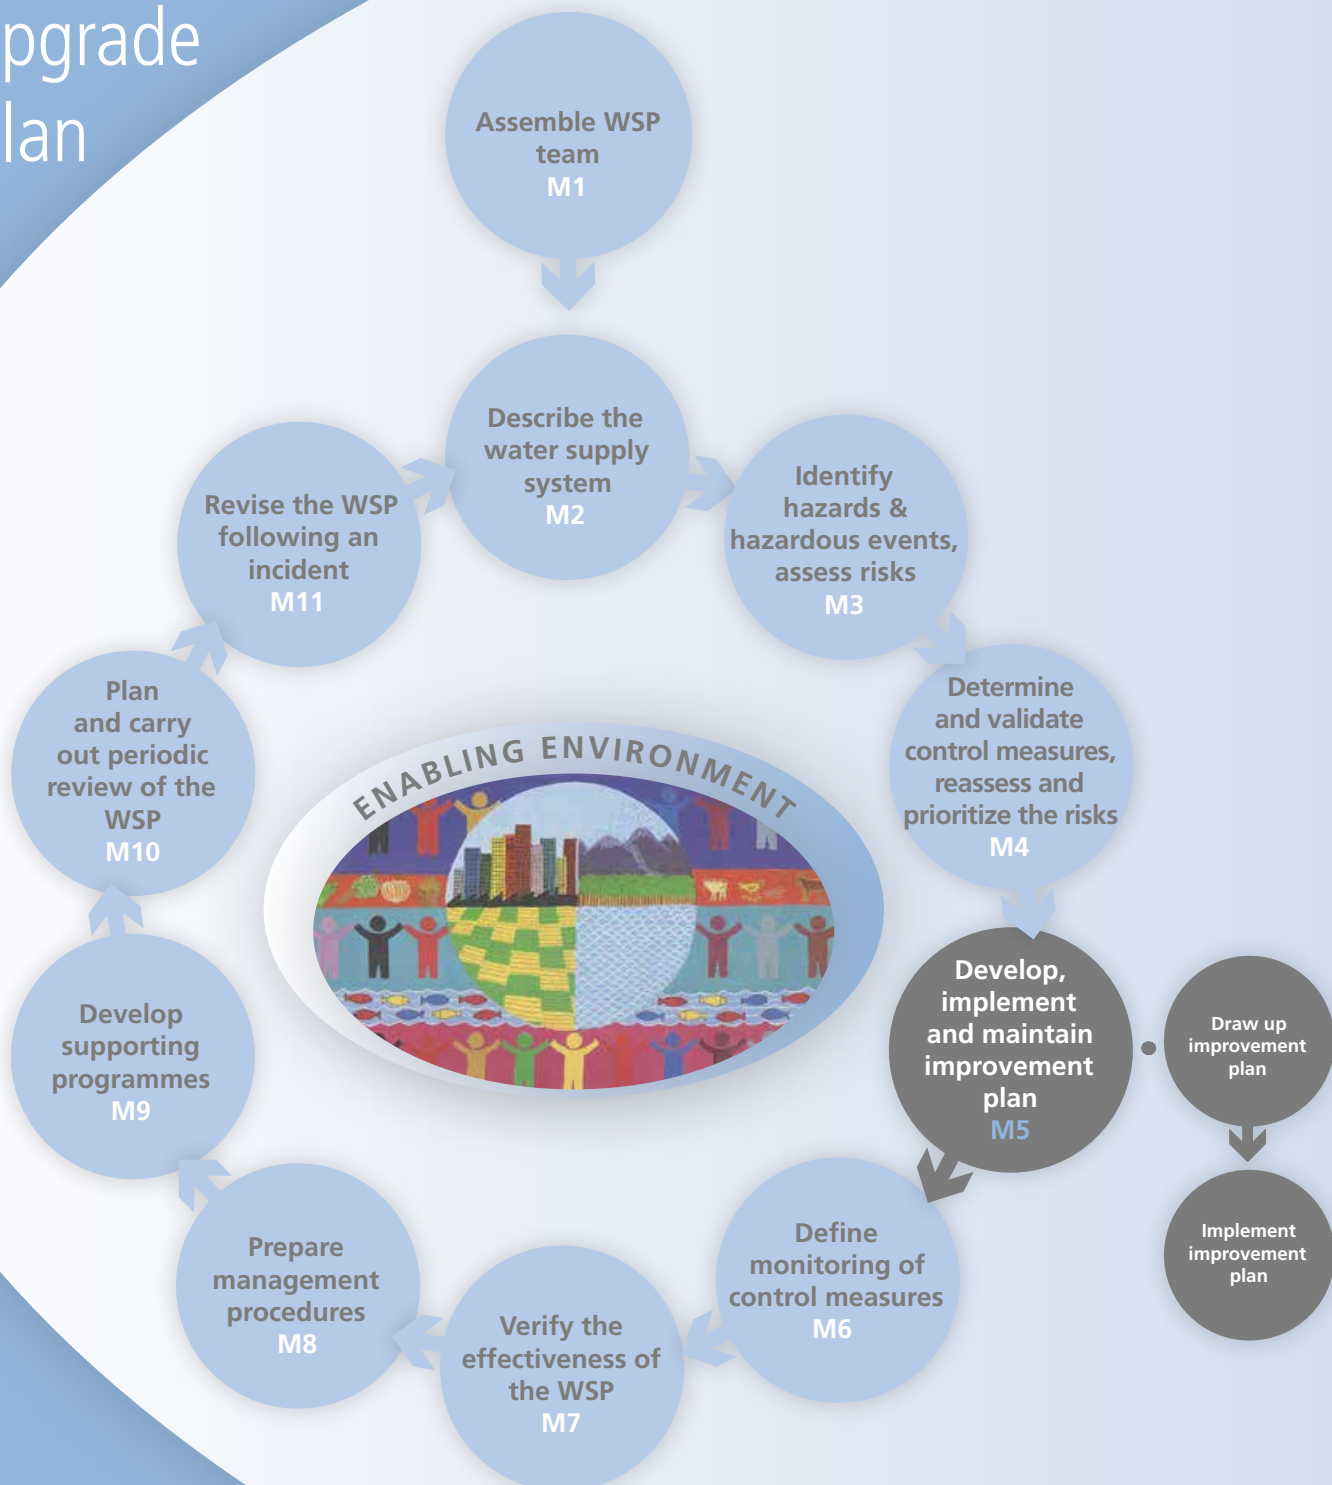 pgrade
lan
Assemble WSP
team
M1
Describe the
water supply
system
M2
Identify
hazards &
hazardous events,
assess risks
M3
Determine
and validate
control measures,
reassess and
prioritize the risks
M4
Develop,
implement
and maintain
improvement
plan
M5
Draw up
improvement
plan
Implement
improvement
plan
Define
monitoring of
control measures
M6
Verify the
effectiveness of
the WSP
M7
Prepare
management
procedures
M8
Develop
supporting
programmes
M9
Plan
and carry
out periodic
review of the
WSP
M10
Revise the WSP
following an
incident
M11
ENABLING ENVIRONMENT